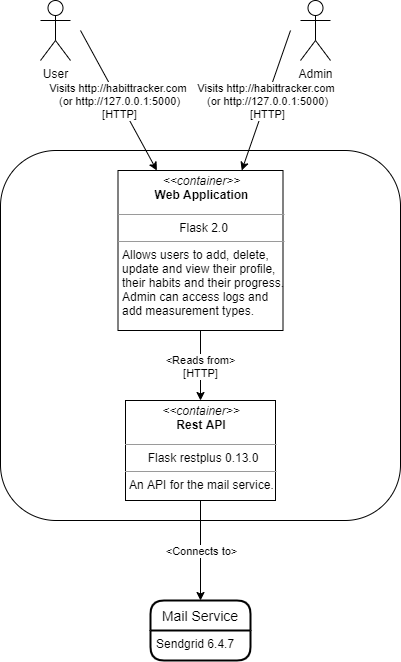 User
Admin
Visits http://habittracker.com
(or http://127.0.0.1:5000)
[HTTP]
Visits http://habittracker.com
(or http://127.0.0.1:5000)
[HTTP]
<<container>>
Web Application
Flask 2.0
Allows users to add, delete,
update and view their profile,
their habits and their progress.
Admin can access logs and
add measurement types.
<Reads from>
[HTTP]
<<container>>
Rest API
Flask restplus 0.13.0
An API for the mail service.
<Connects to>
Mail Service
Sendgrid 6.4.7